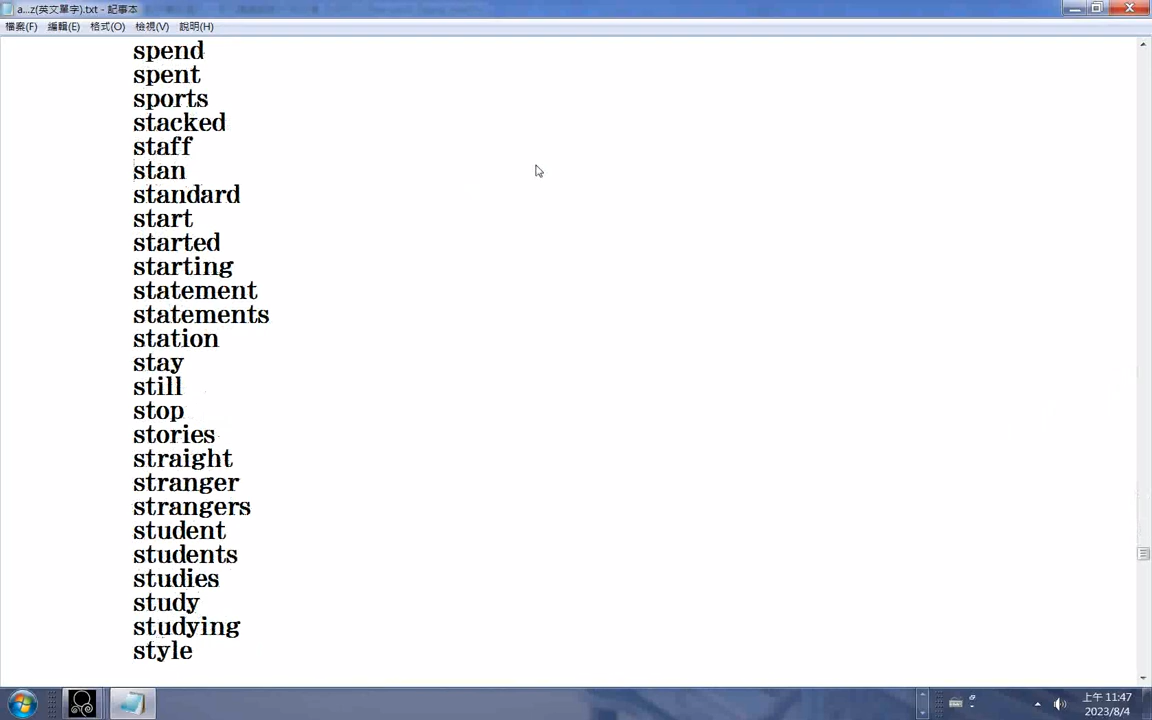 a...z(英文單字).txt - 記事本
檔案(F) 編輯(E) 格式(O) 檢視(V) 說明(H)
spend
spent
sports
stacked
staff
stan
standard
start
started
starting
statement
statements
station
stay
still
stop
stories
straight
stranger
strangers
student
students
studies
study
studying
style
上午 11:47
2023/8/4